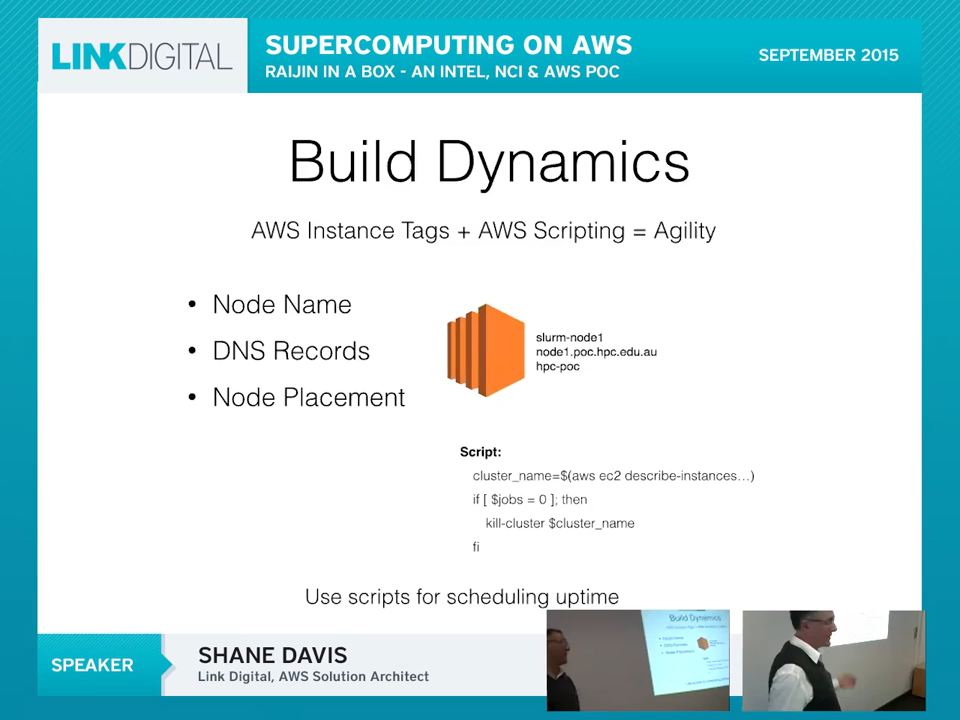 LINKDIGITAL
SUPERCOMPUTING ON AWS
RAIJIN IN A BOX - AN INTEL, NCI & AWS POC
SEPTEMBER 2015
Build Dynamics
AWS Instance Tags + AWS Scripting = Agility
• Node Name
• DNS Records
• Node Placement
slurm-node1
node1.poc.hpc.edu.au
hpc-poc
Script:
cluster_name=$(aws ec2 describe-instances…)
if [ $jobs = 0 ]; then
kill-cluster $cluster_name
fi
Use scripts for scheduling uptime
SPEAKER
SHANE DAVIS
Link Digital, AWS Solution Architect
Build Dynamics